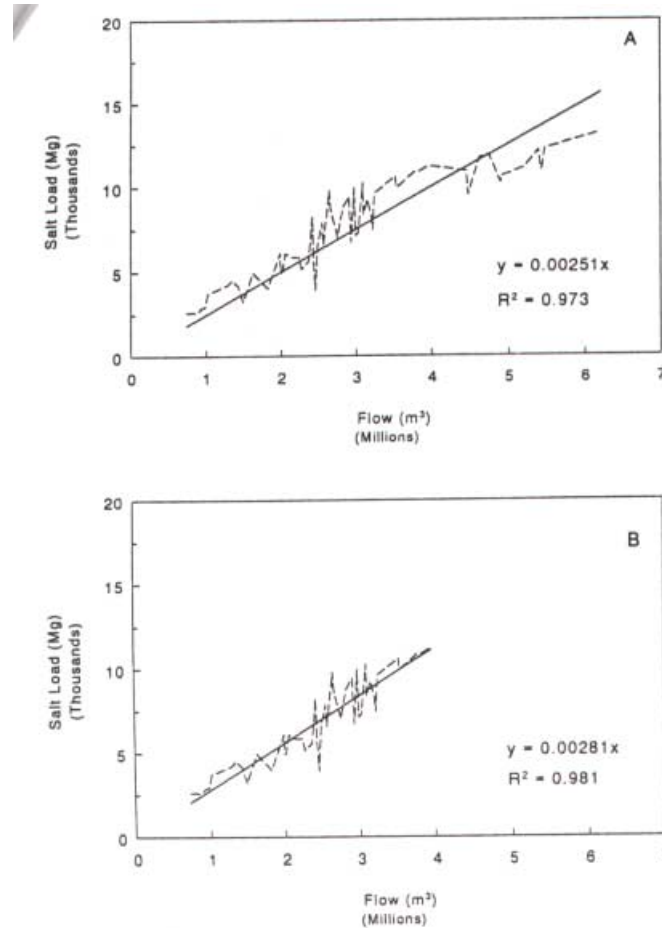 A
20
15
10
5
0
Salt Load (Mg)
(Thousands)
y = 0.00251x
R² = 0.973
0 1 2 3 4 5 6 7
Flow (m³)
(Millions)
B
20
15
10
5
0
Salt Load (Mg)
(Thousands)
y = 0.00281x
R² = 0.981
0 1 2 3 4 5 6
Flow (m³)
(Millions)